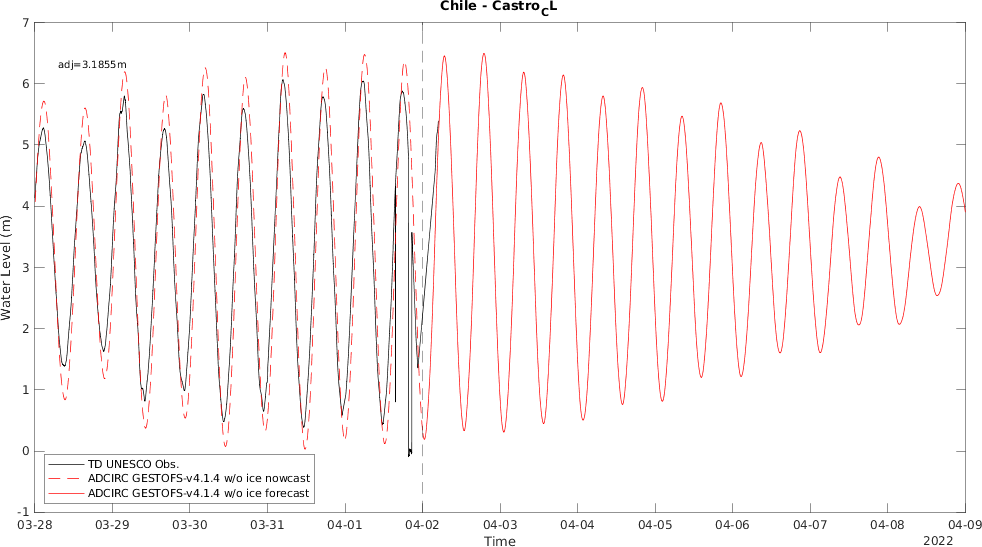 Chile - Castro_CL
7
6
5
4
3
2
1
0
-1
adj=3.1855m
Water Level (m)
TD UNESCO Obs.
ADCIRC GESTOFS-v4.1.4 w/o ice nowcast
ADCIRC GESTOFS-v4.1.4 w/o ice forecast
03-28 03-29 03-30 03-31 04-01 04-02 04-03 04-04 04-05 04-06 04-07 04-08 04-09
Time
2022